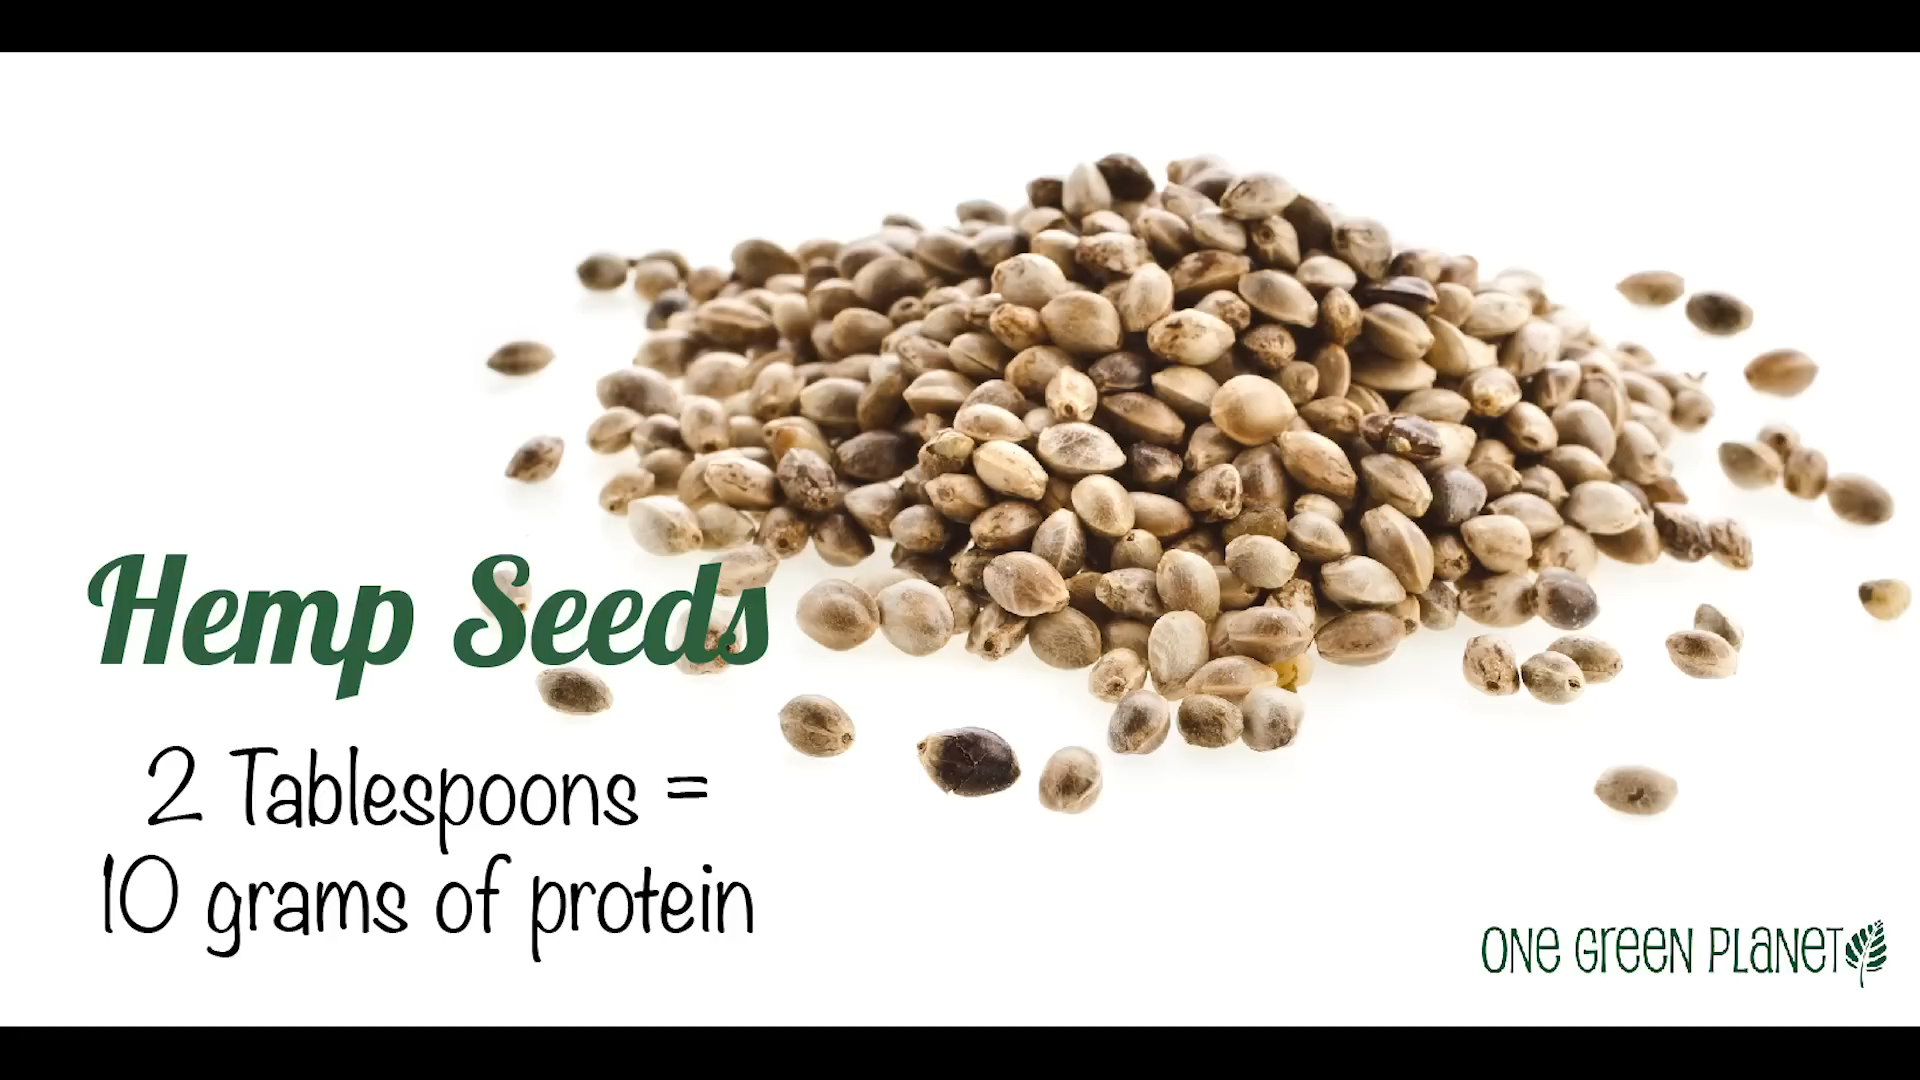 Hemp Seeds
2 Tablespoons =
10 grams of protein
ONE GREEN PLANET